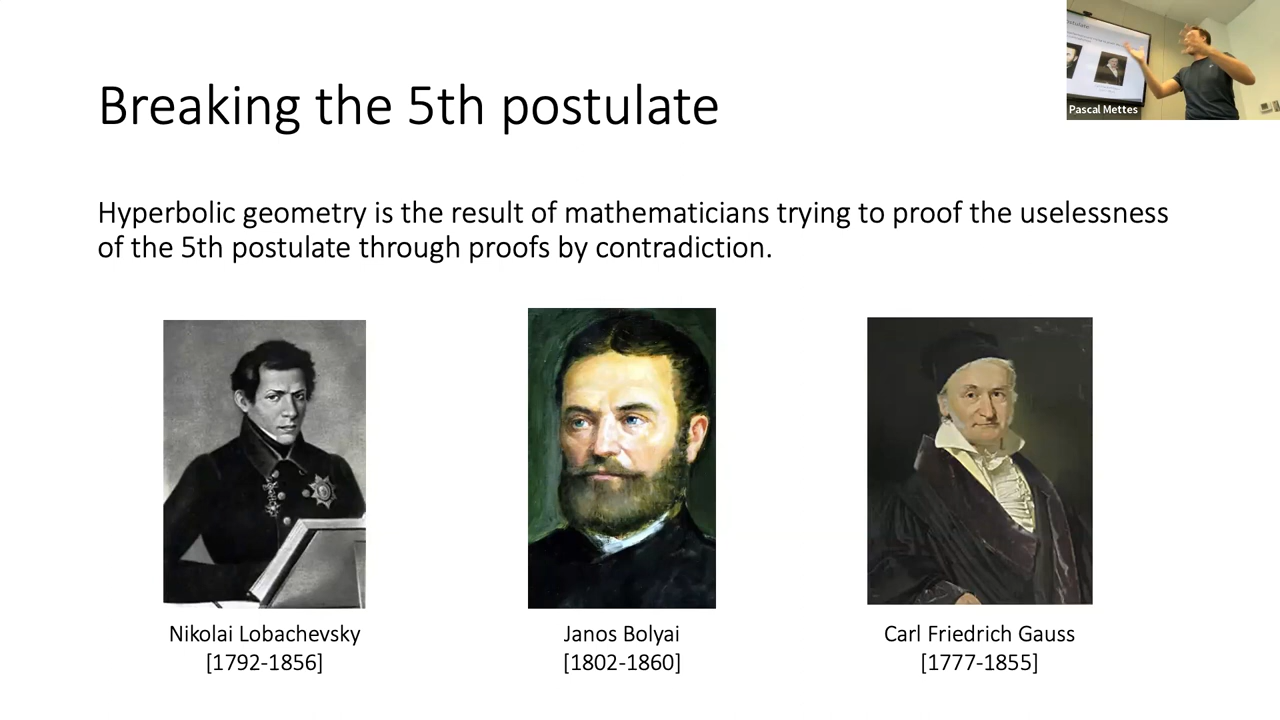 Breaking the 5th postulate
Pascal Mettes
Hyperbolic geometry is the result of mathematicians trying to proof the uselessness
of the 5th postulate through proofs by contradiction.
Nikolai Lobachevsky
[1792-1856]
Janos Bolyai
[1802-1860]
Carl Friedrich Gauss
[1777-1855]